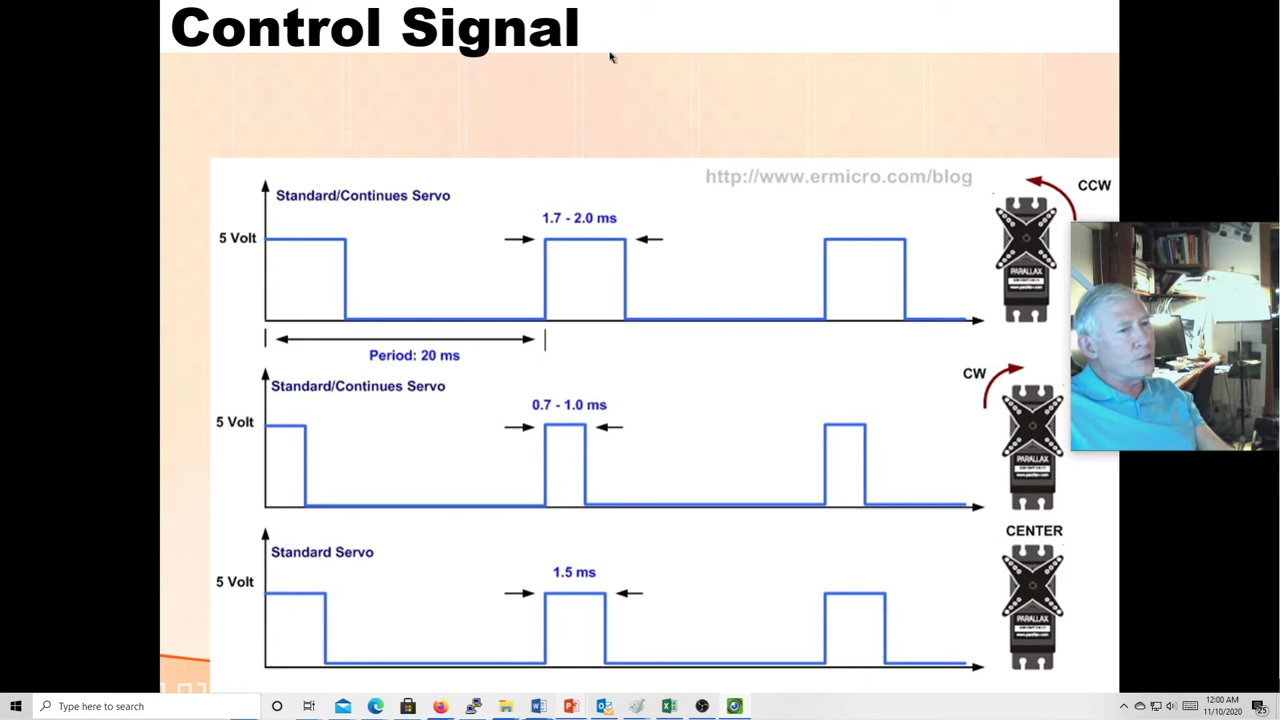 Control Signal
http://www.ermicro.com/blog
Standard/Continues Servo
CCW
1.7 - 2.0 ms
5 Volt
PARALLAX
Period: 20 ms
CW
Standard/Continues Servo
0.7 - 1.0 ms
5 Volt
PARALLAX
CENTER
Standard Servo
1.5 ms
5 Volt
PARALLAX
Type here to search
12:00 AM
11/10/2020
25